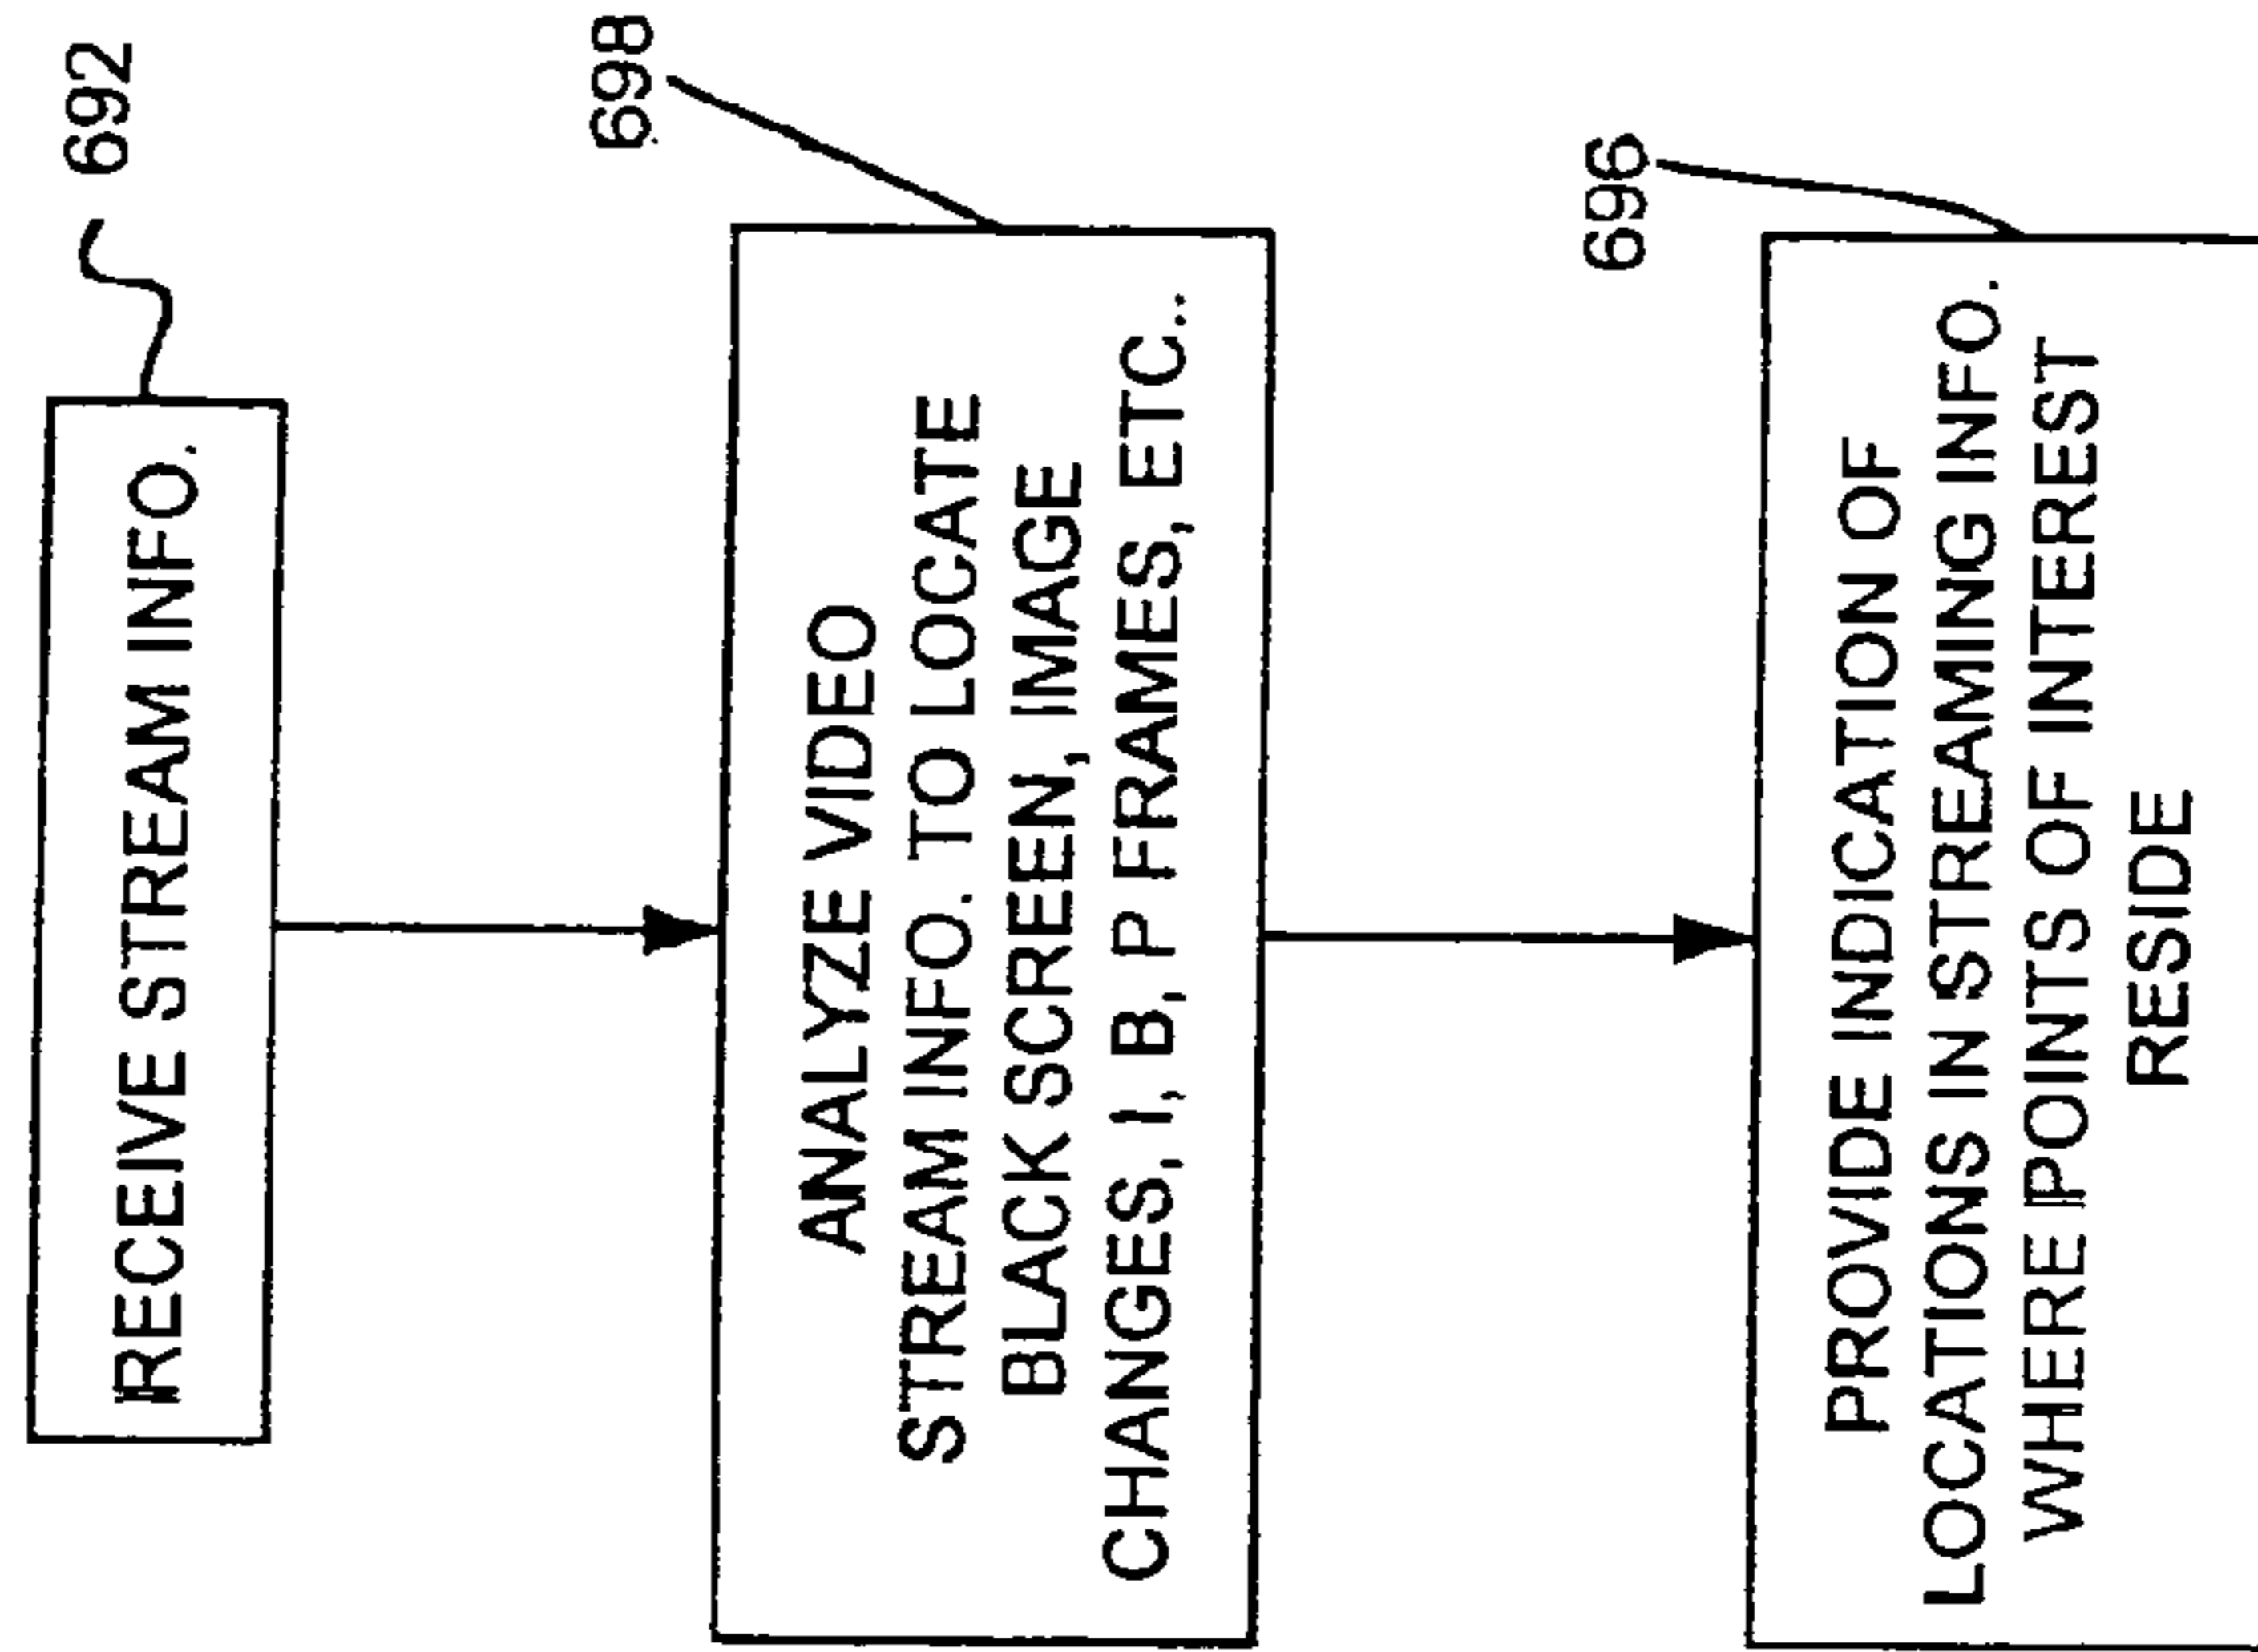 692
RECEIVE STREAM INFO.
698
ANALYZE VIDEO
STREAM INFO. TO LOCATE
BLACK SCREEN, IMAGE
CHANGES, I, B, P FRAMES, ETC..
696
PROVIDE INDICATION OF
LOCATIONS IN STREAMING INFO.
WHERE POINTS OF INTEREST
RESIDE